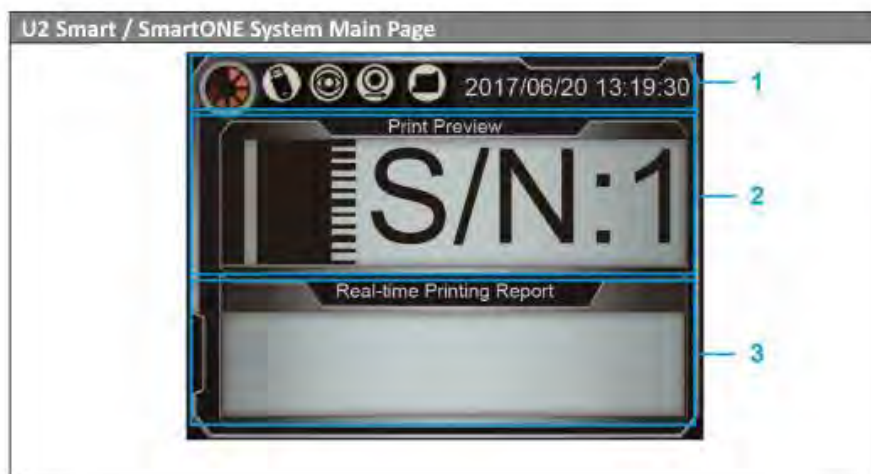 U2 Smart / SmartONE System Main Page
2017/06/20 13:19:30
1
Print Preview
S/N:1
2
Real-time Printing Report
3